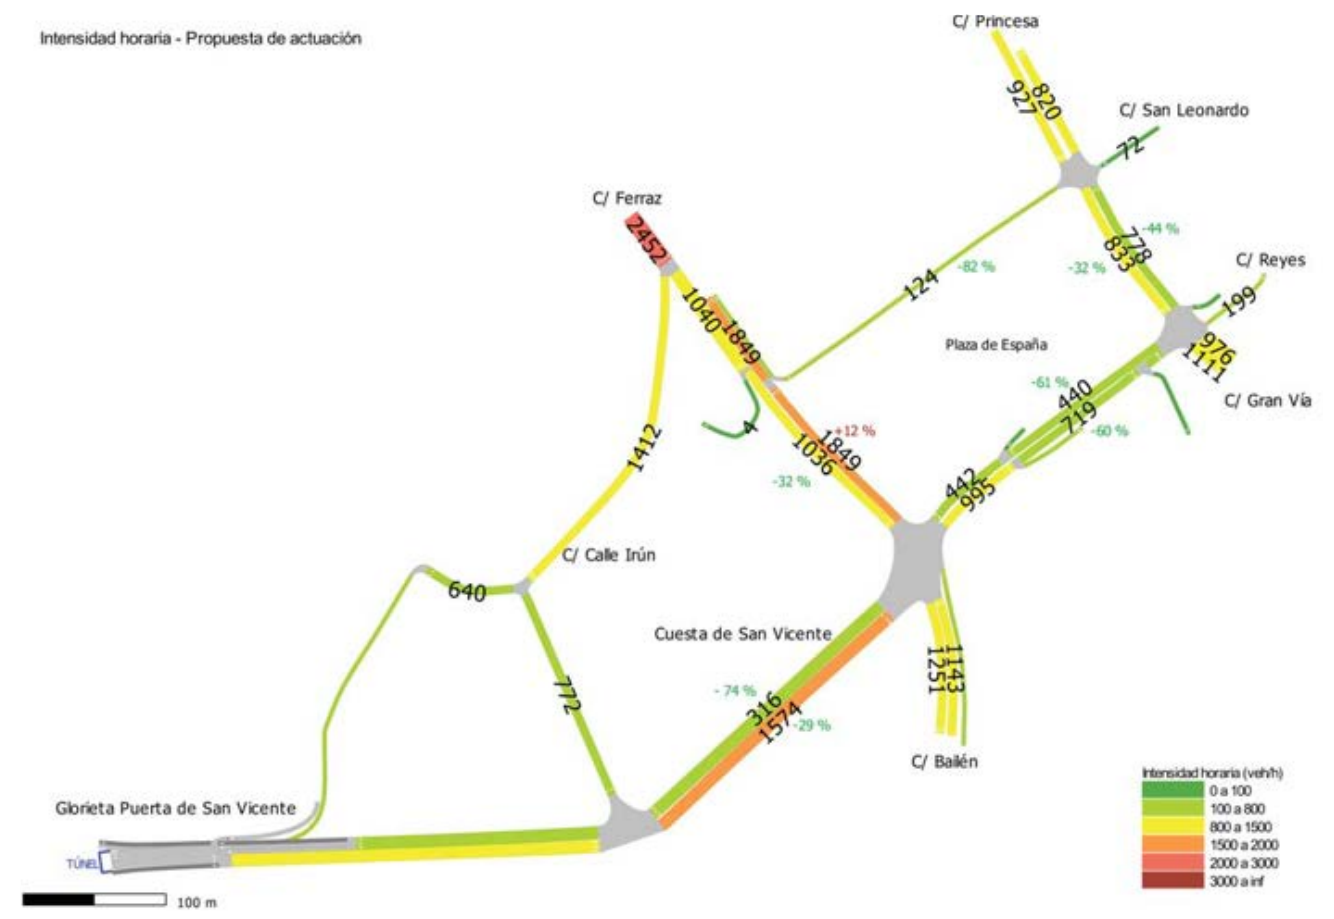 Intensidad horaria - Propuesta de actuación
C/ Princesa
927
820
C/ San Leonardo
72
C/ Ferraz
2452
-44 %
778
833
-32 %
-82 %
124
C/ Reyes
199
1040
1849
Plaza de España
976
1111
C/ Gran Vía
-61 %
440
719
-60 %
4
+12 %
1849
1036
-32 %
1412
442
995
C/ Calle Irún
640
Cuesta de San Vicente
772
- 74 %
316
1574
-29 %
1251
1143
C/ Bailén
Glorieta Puerta de San Vicente
TÚNEL
100 m
Intensidad horaria (veh/h)
0 a 100
100 a 800
800 a 1500
1500 a 2000
2000 a 3000
3000 a inf